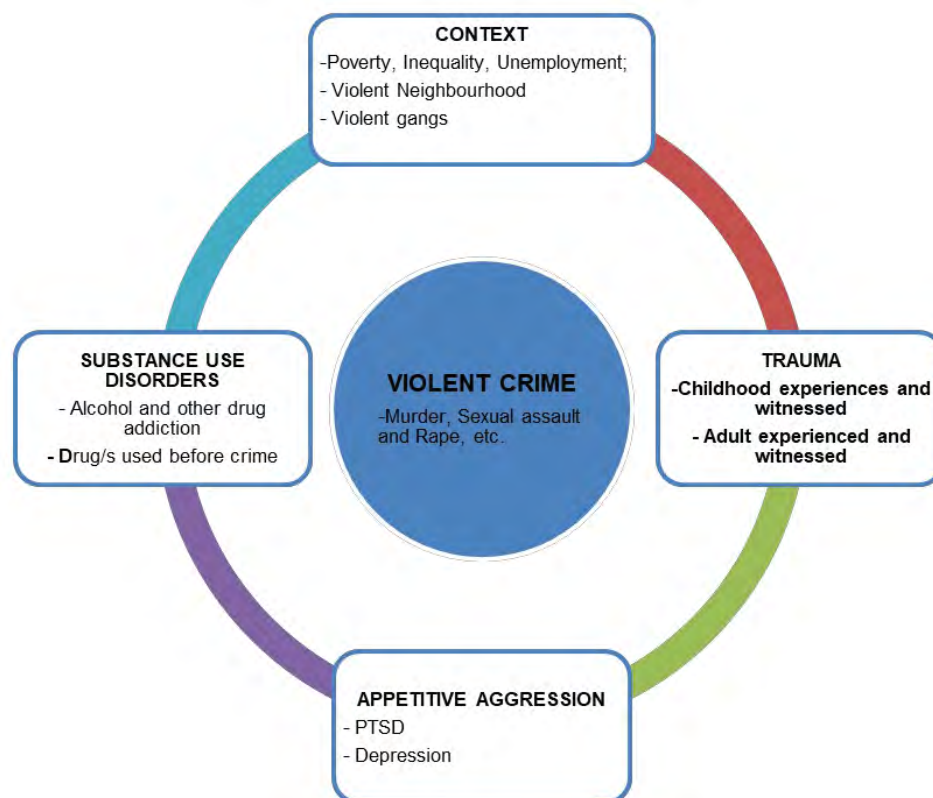 CONTEXT
-Poverty, Inequality, Unemployment;
- Violent Neighbourhood
- Violent gangs
SUBSTANCE USE
DISORDERS
- Alcohol and other drug
addiction
- Drug/s used before crime
VIOLENT CRIME
-Murder, Sexual assault
and Rape, etc.
TRAUMA
-Childhood experiences and
witnessed
- Adult experienced and
witnessed
APPETITIVE AGGRESSION
- PTSD
- Depression